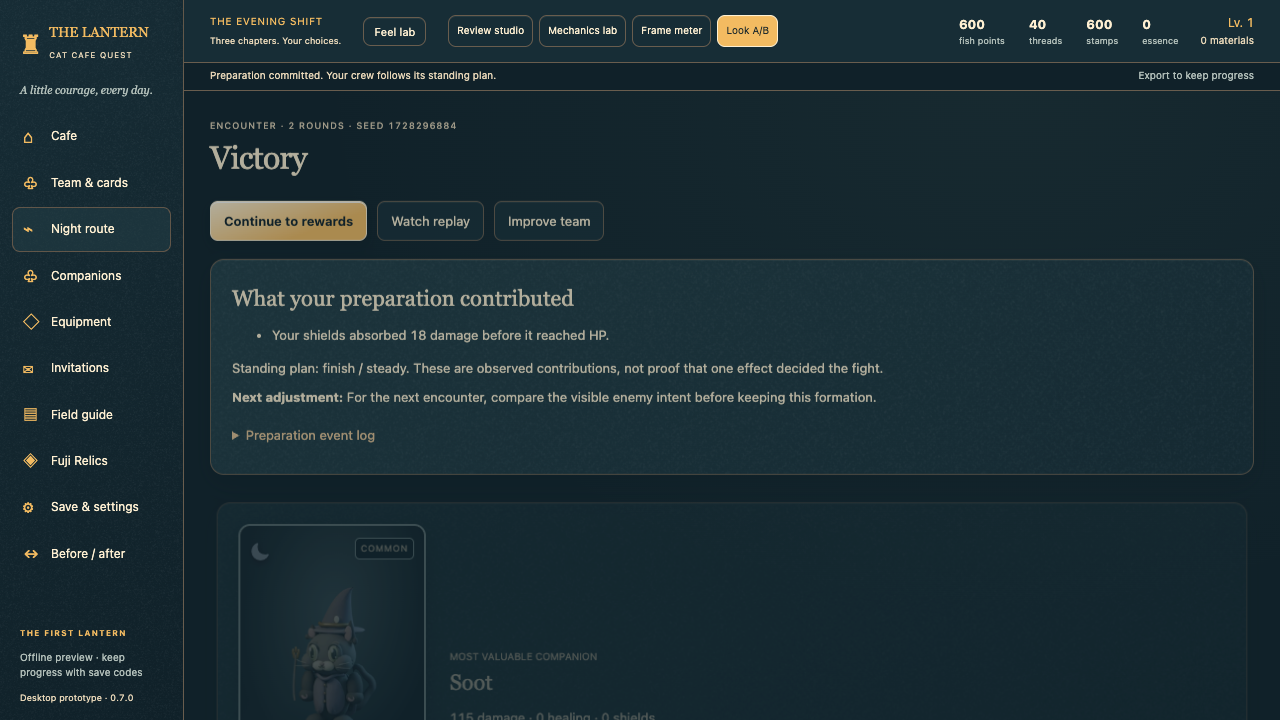 THE LANTERN
CAT CAFE QUEST
A little courage, every day.
Cafe
Team & cards
Night route
Companions
Equipment
Invitations
Field guide
Fuji Relics
Save & settings
Before / after
THE FIRST LANTERN
Offline preview · keep
progress with save codes
Desktop prototype · 0.7.0
THE EVENING SHIFT
Three chapters. Your choices.
Feel lab
Review studio
Mechanics lab
Frame meter
Look A/B
600
fish points
40
threads
600
stamps
0
essence
Lv. 1
0 materials
Preparation committed. Your crew follows its standing plan.
Export to keep progress
ENCOUNTER · 2 ROUNDS · SEED 1728296884
Victory
Continue to rewards
Watch replay
Improve team
What your preparation contributed
• Your shields absorbed 18 damage before it reached HP.
Standing plan: finish / steady. These are observed contributions, not proof that one effect decided the fight.
Next adjustment: For the next encounter, compare the visible enemy intent before keeping this formation.
Preparation event log
COMMON
MOST VALUABLE COMPANION
Soot
115 damage · 0 healing · 0 shields